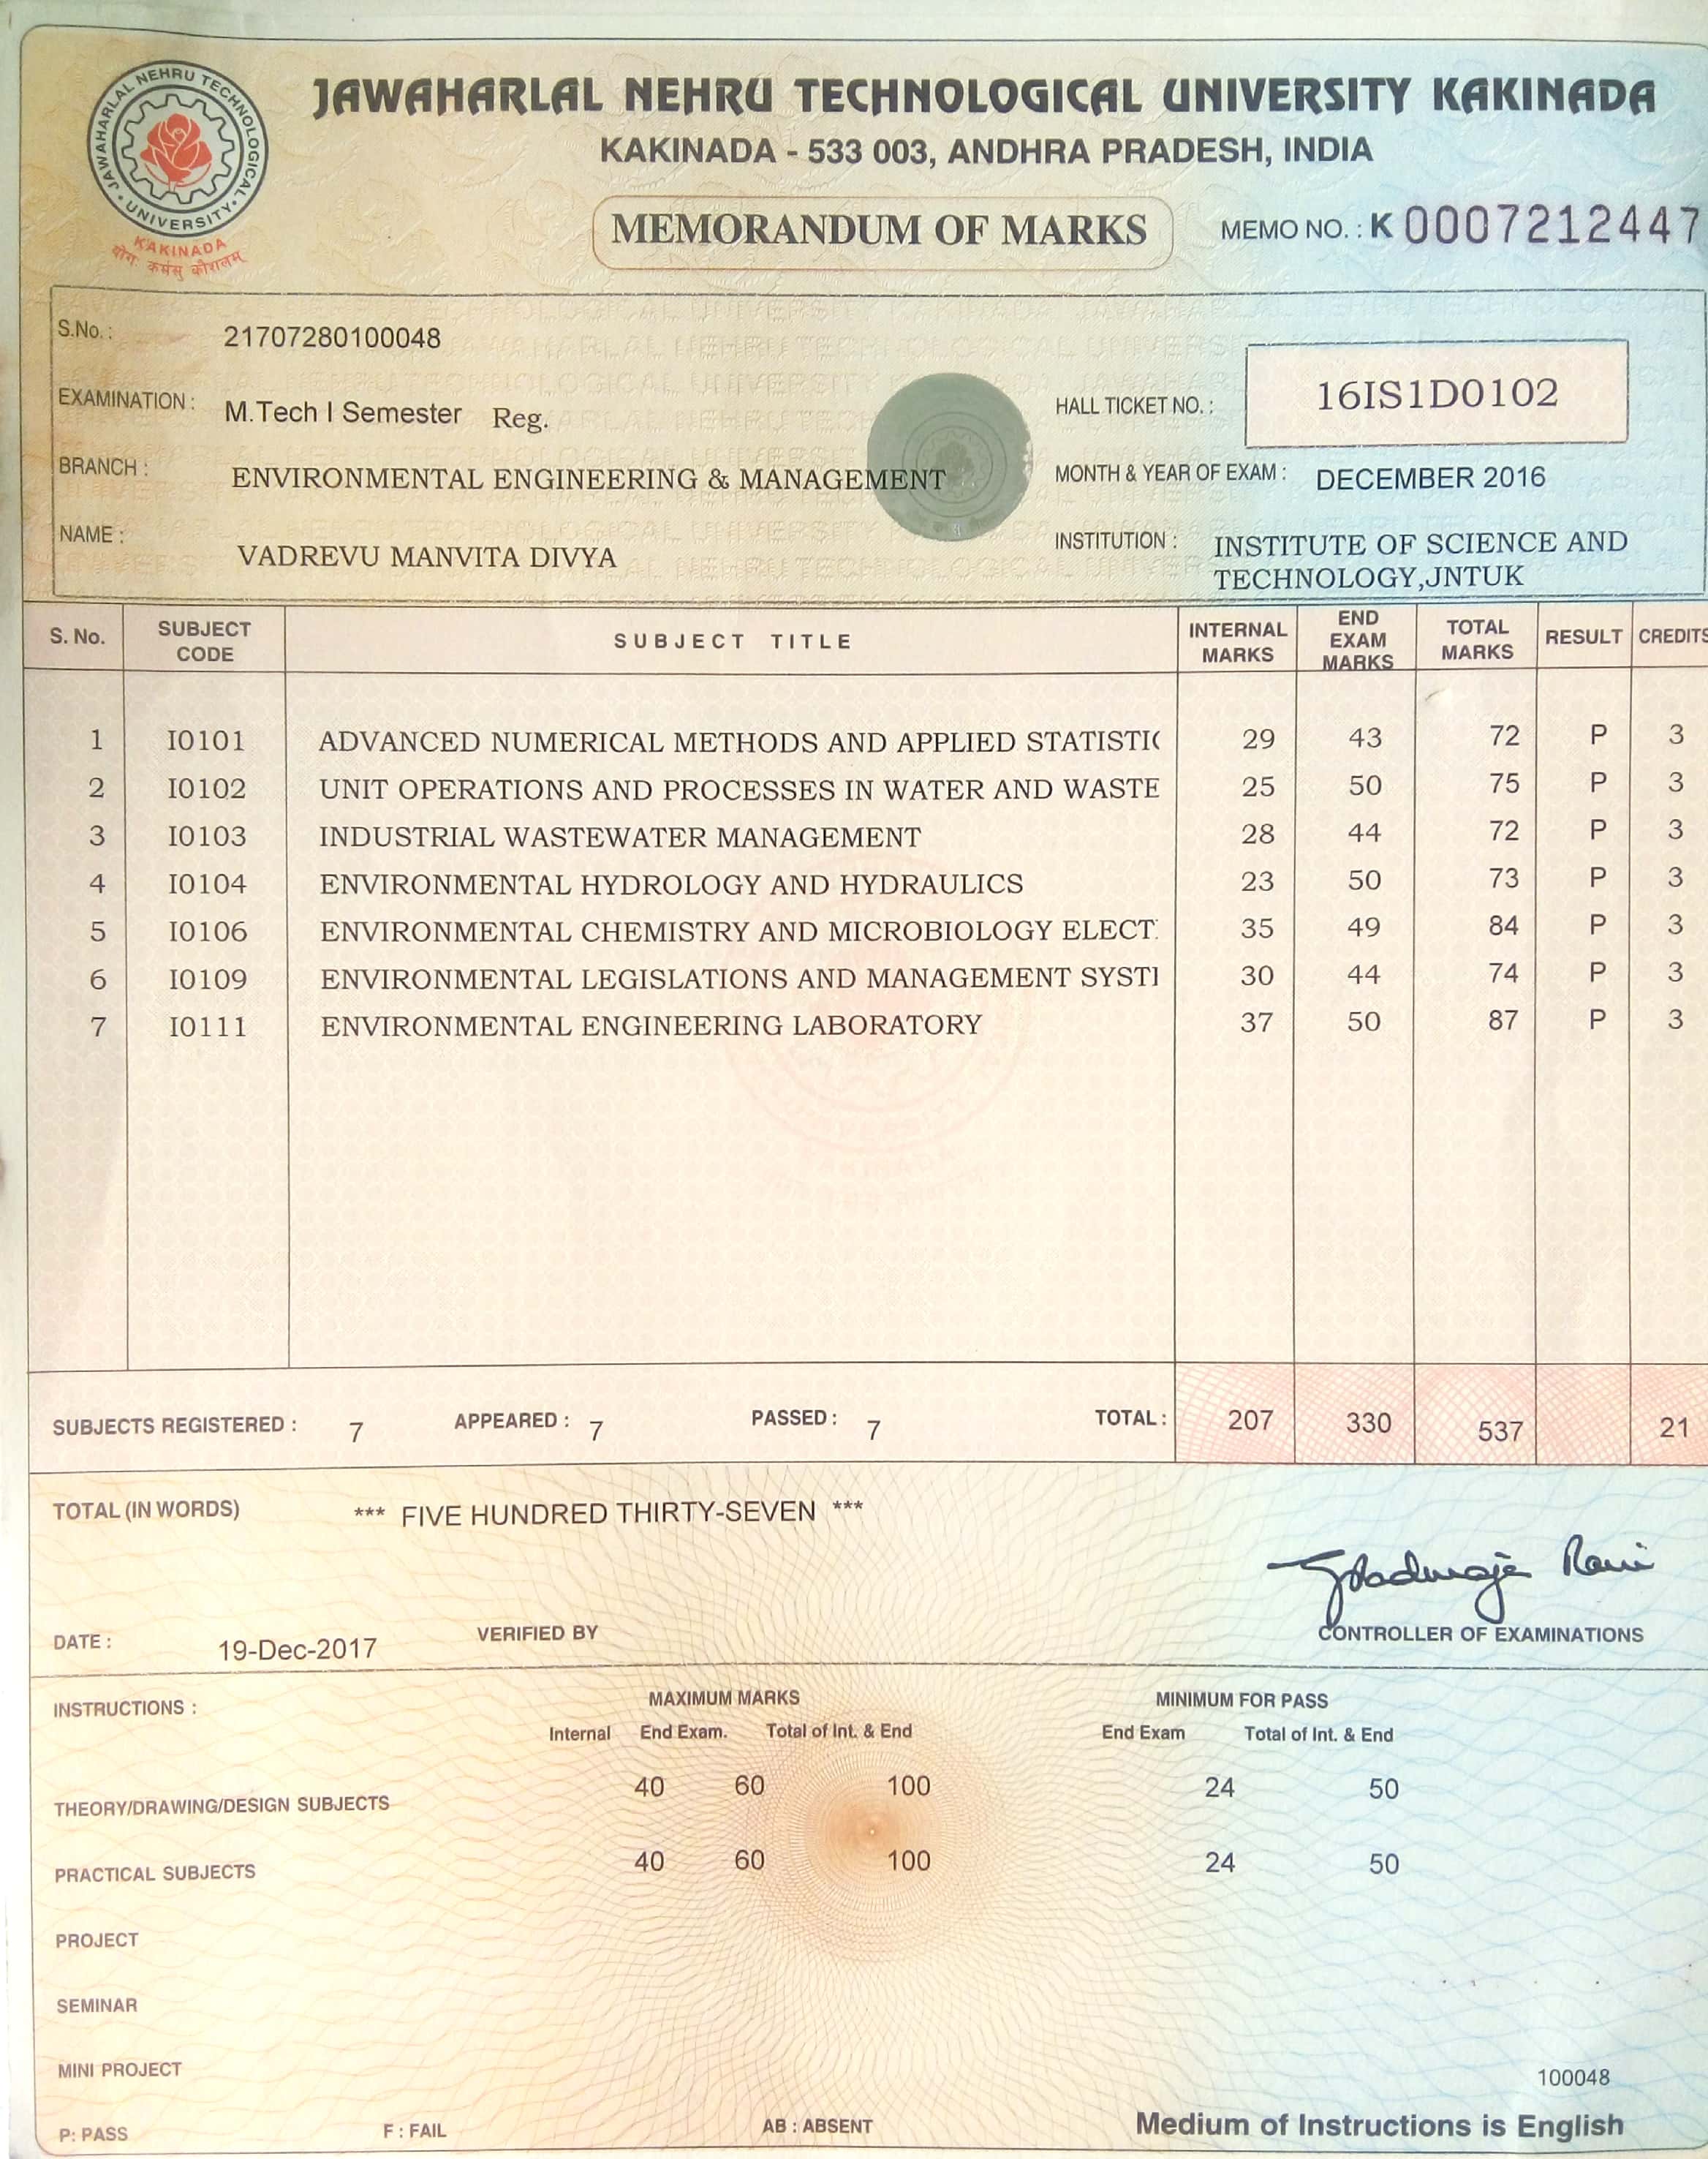 JAWAHARLAL NEHRU TECHNOLOGICAL UNIVERSITY KAKINADA
JAWAHARLAL NEHRU TECHNOLOGICAL
UNIVERSITY
KAKINADA
KAKINADA - 533 003, ANDHRA PRADESH, INDIA
MEMORANDUM OF MARKS
MEMO NO. : K 0007212447
S.No. : 21707280100048
EXAMINATION : M.Tech I Semester Reg.
HALL TICKET NO. : 16IS1D0102
BRANCH : ENVIRONMENTAL ENGINEERING & MANAGEMENT
MONTH & YEAR OF EXAM : DECEMBER 2016
NAME : VADREVU MANVITA DIVYA
INSTITUTION : INSTITUTE OF SCIENCE AND
TECHNOLOGY,JNTUK
S. No. SUBJECT CODE SUBJECT TITLE INTERNAL MARKS END EXAM MARKS TOTAL MARKS RESULT CREDITS
1 I0101 ADVANCED NUMERICAL METHODS AND APPLIED STATISTI 29 43 72 P 3
2 I0102 UNIT OPERATIONS AND PROCESSES IN WATER AND WASTE 25 50 75 P 3
3 I0103 INDUSTRIAL WASTEWATER MANAGEMENT 28 44 72 P 3
4 I0104 ENVIRONMENTAL HYDROLOGY AND HYDRAULICS 23 50 73 P 3
5 I0106 ENVIRONMENTAL CHEMISTRY AND MICROBIOLOGY ELECT 35 49 84 P 3
6 I0109 ENVIRONMENTAL LEGISLATIONS AND MANAGEMENT SYST 30 44 74 P 3
7 I0111 ENVIRONMENTAL ENGINEERING LABORATORY 37 50 87 P 3
SUBJECTS REGISTERED : 7 APPEARED : 7 PASSED : 7 TOTAL : 207 330 537 21
TOTAL (IN WORDS) *** FIVE HUNDRED THIRTY-SEVEN ***
DATE : 19-Dec-2017 VERIFIED BY
CONTROLLER OF EXAMINATIONS
INSTRUCTIONS : MAXIMUM MARKS MINIMUM FOR PASS
Internal End Exam. Total of Int. & End End Exam Total of Int. & End
THEORY/DRAWING/DESIGN SUBJECTS 40 60 100 24 50
PRACTICAL SUBJECTS 40 60 100 24 50
PROJECT
SEMINAR
MINI PROJECT
100048
P: PASS F : FAIL AB : ABSENT Medium of Instructions is English